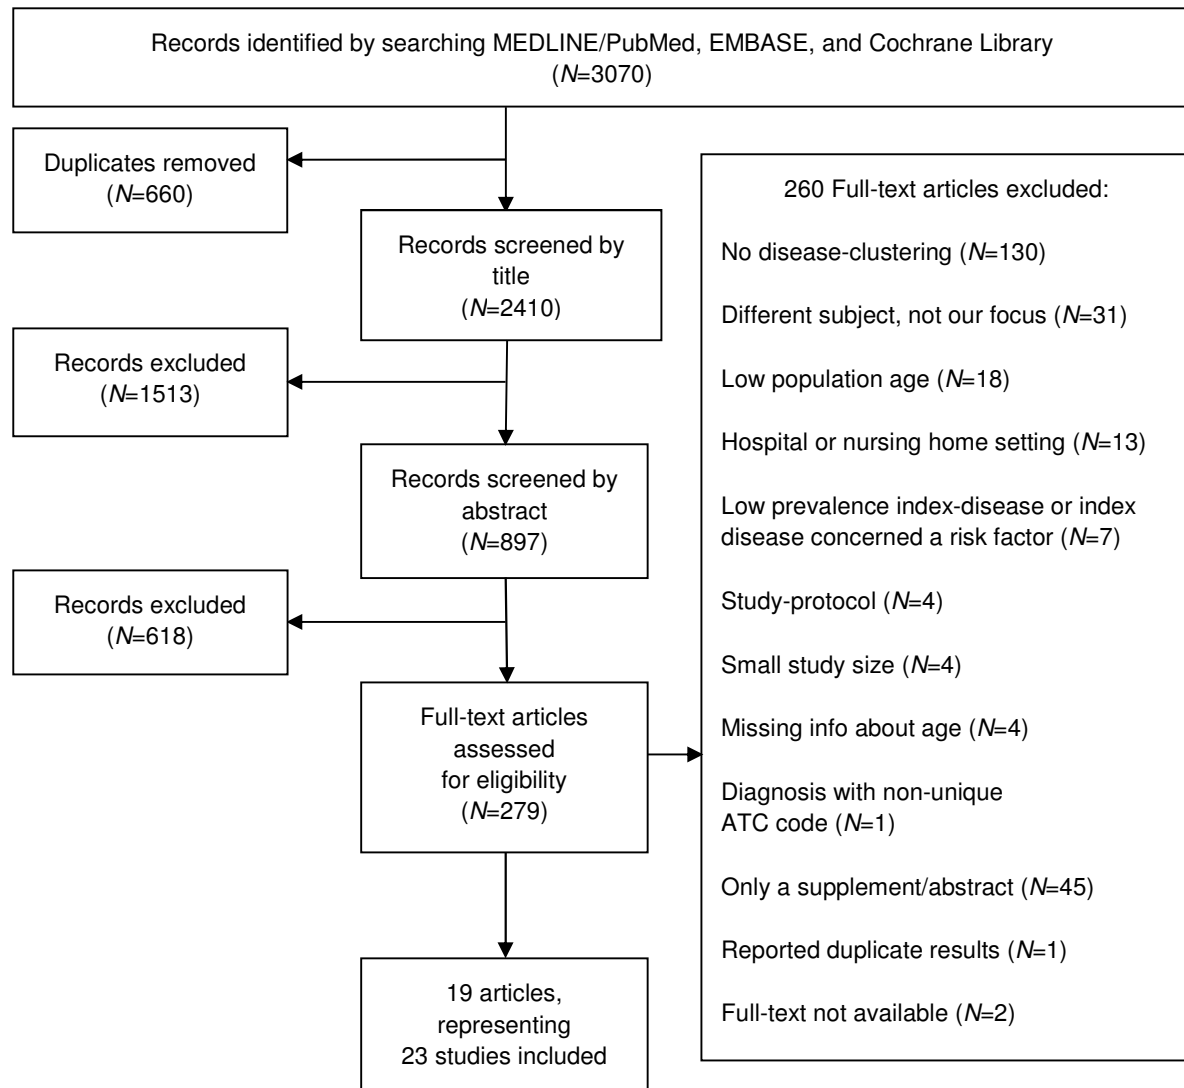 Records identified by searching MEDLINE/PubMed, EMBASE, and Cochrane Library
(N=3070)
Duplicates removed
(N=660)
Records screened by
title
(N=2410)
Records excluded
(N=1513)
Records screened by
abstract
(N=897)
Records excluded
(N=618)
Full-text articles
assessed
for eligibility
(N=279)
19 articles,
representing
23 studies included
260 Full-text articles excluded:
No disease-clustering (N=130)
Different subject, not our focus (N=31)
Low population age (N=18)
Hospital or nursing home setting (N=13)
Low prevalence index-disease or index
disease concerned a risk factor (N=7)
Study-protocol (N=4)
Small study size (N=4)
Missing info about age (N=4)
Diagnosis with non-unique
ATC code (N=1)
Only a supplement/abstract (N=45)
Reported duplicate results (N=1)
Full-text not available (N=2)